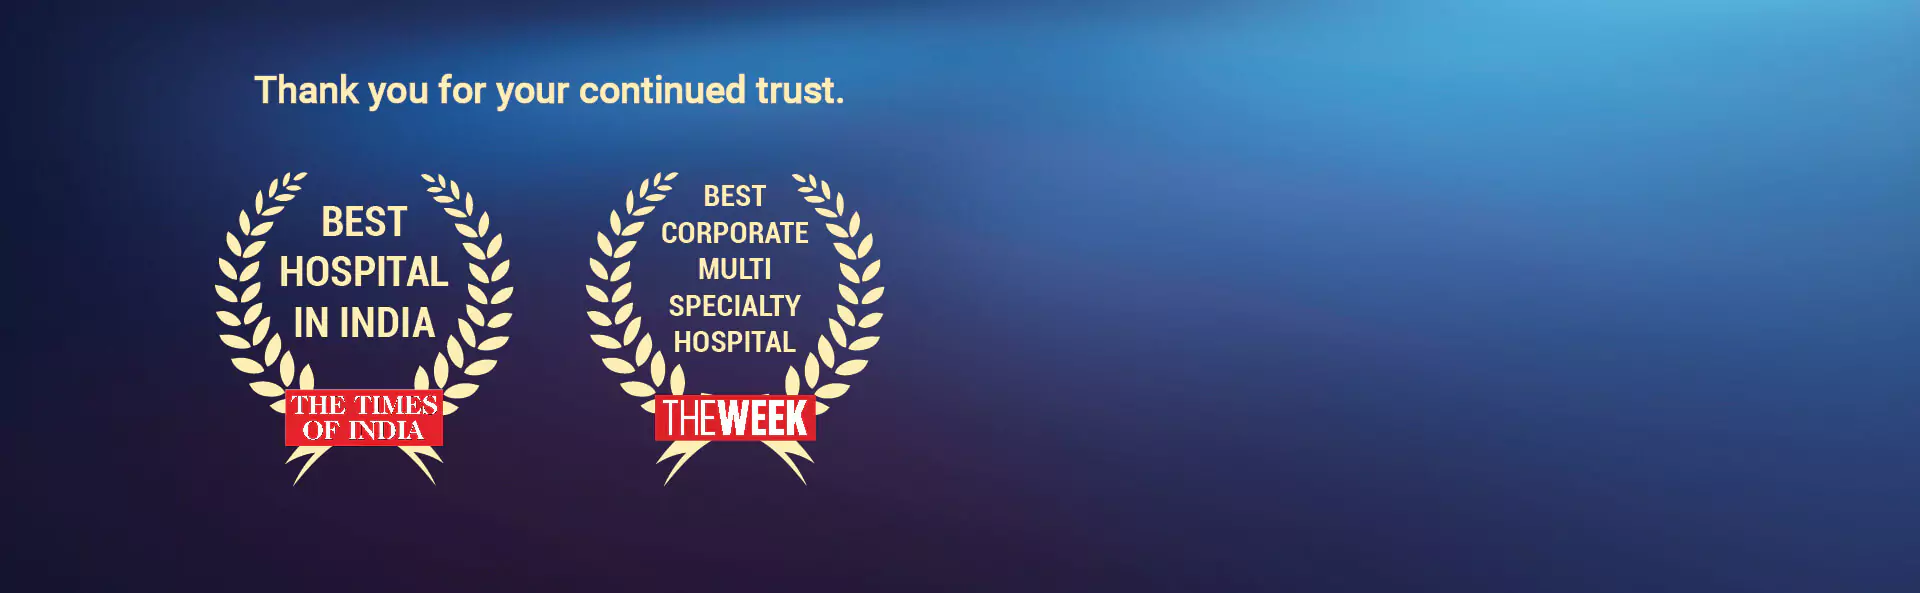 Thank you for your continued trust.
BEST
HOSPITAL
IN INDIA
THE TIMES
OF INDIA
BEST
CORPORATE
MULTI
SPECIALTY
HOSPITAL
THEWEEK